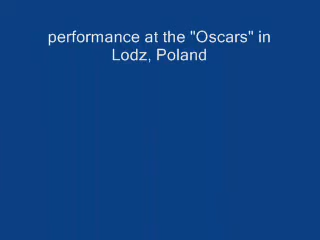 performance at the "Oscars" in
Lodz, Poland